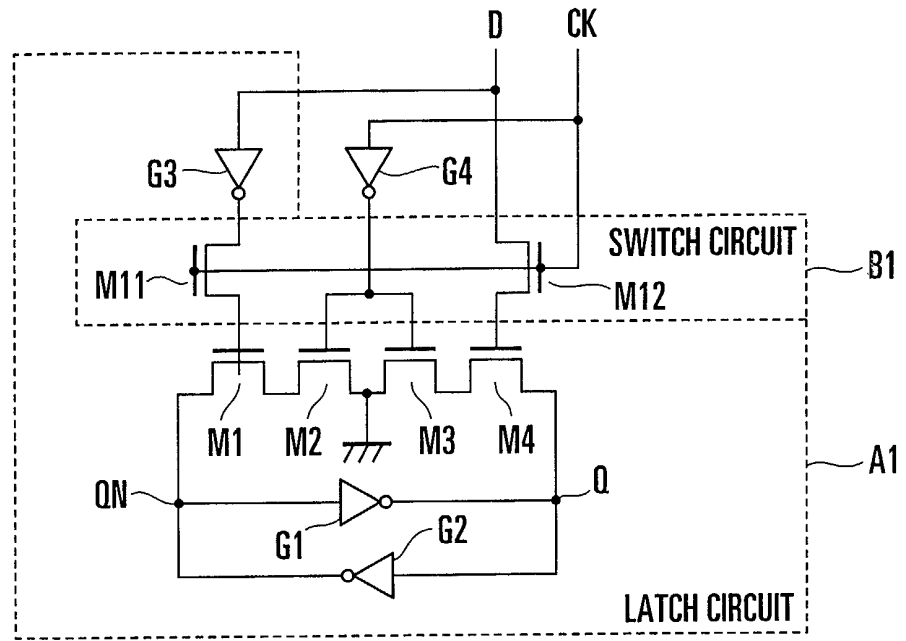 D
CK
G3
G4
SWITCH CIRCUIT
B1
M11
M12
M1
M2
M3
M4
A1
QN
Q
G1
G2
LATCH CIRCUIT